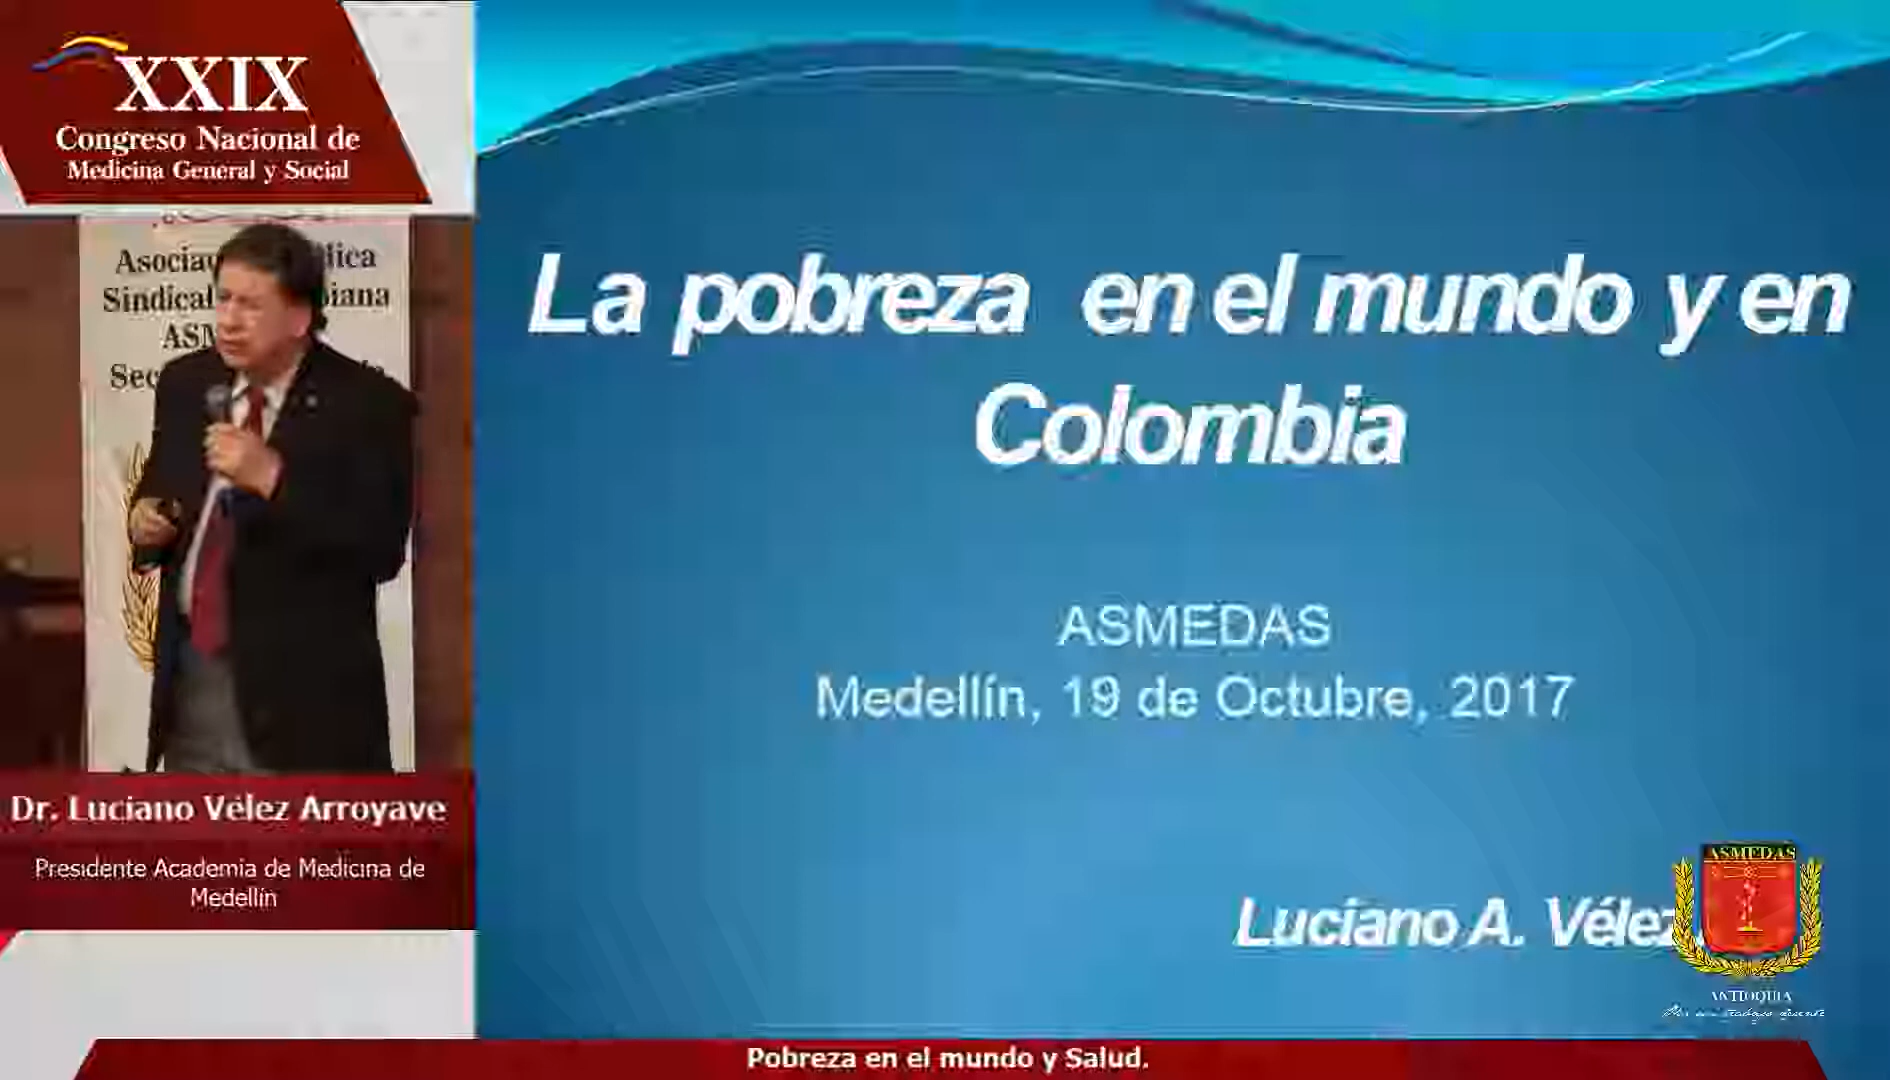 XXIX
Congreso Nacional de
Medicina General y Social
Dr. Luciano Vélez Arroyave
Presidente Academia de Medicina de
Medellín
La pobreza en el mundo y en
Colombia
ASMEDAS
Medellín, 19 de Octubre, 2017
Luciano A. Vélez
ASMEDAS
ANTIOQUIA
Pobreza en el mundo y Salud.